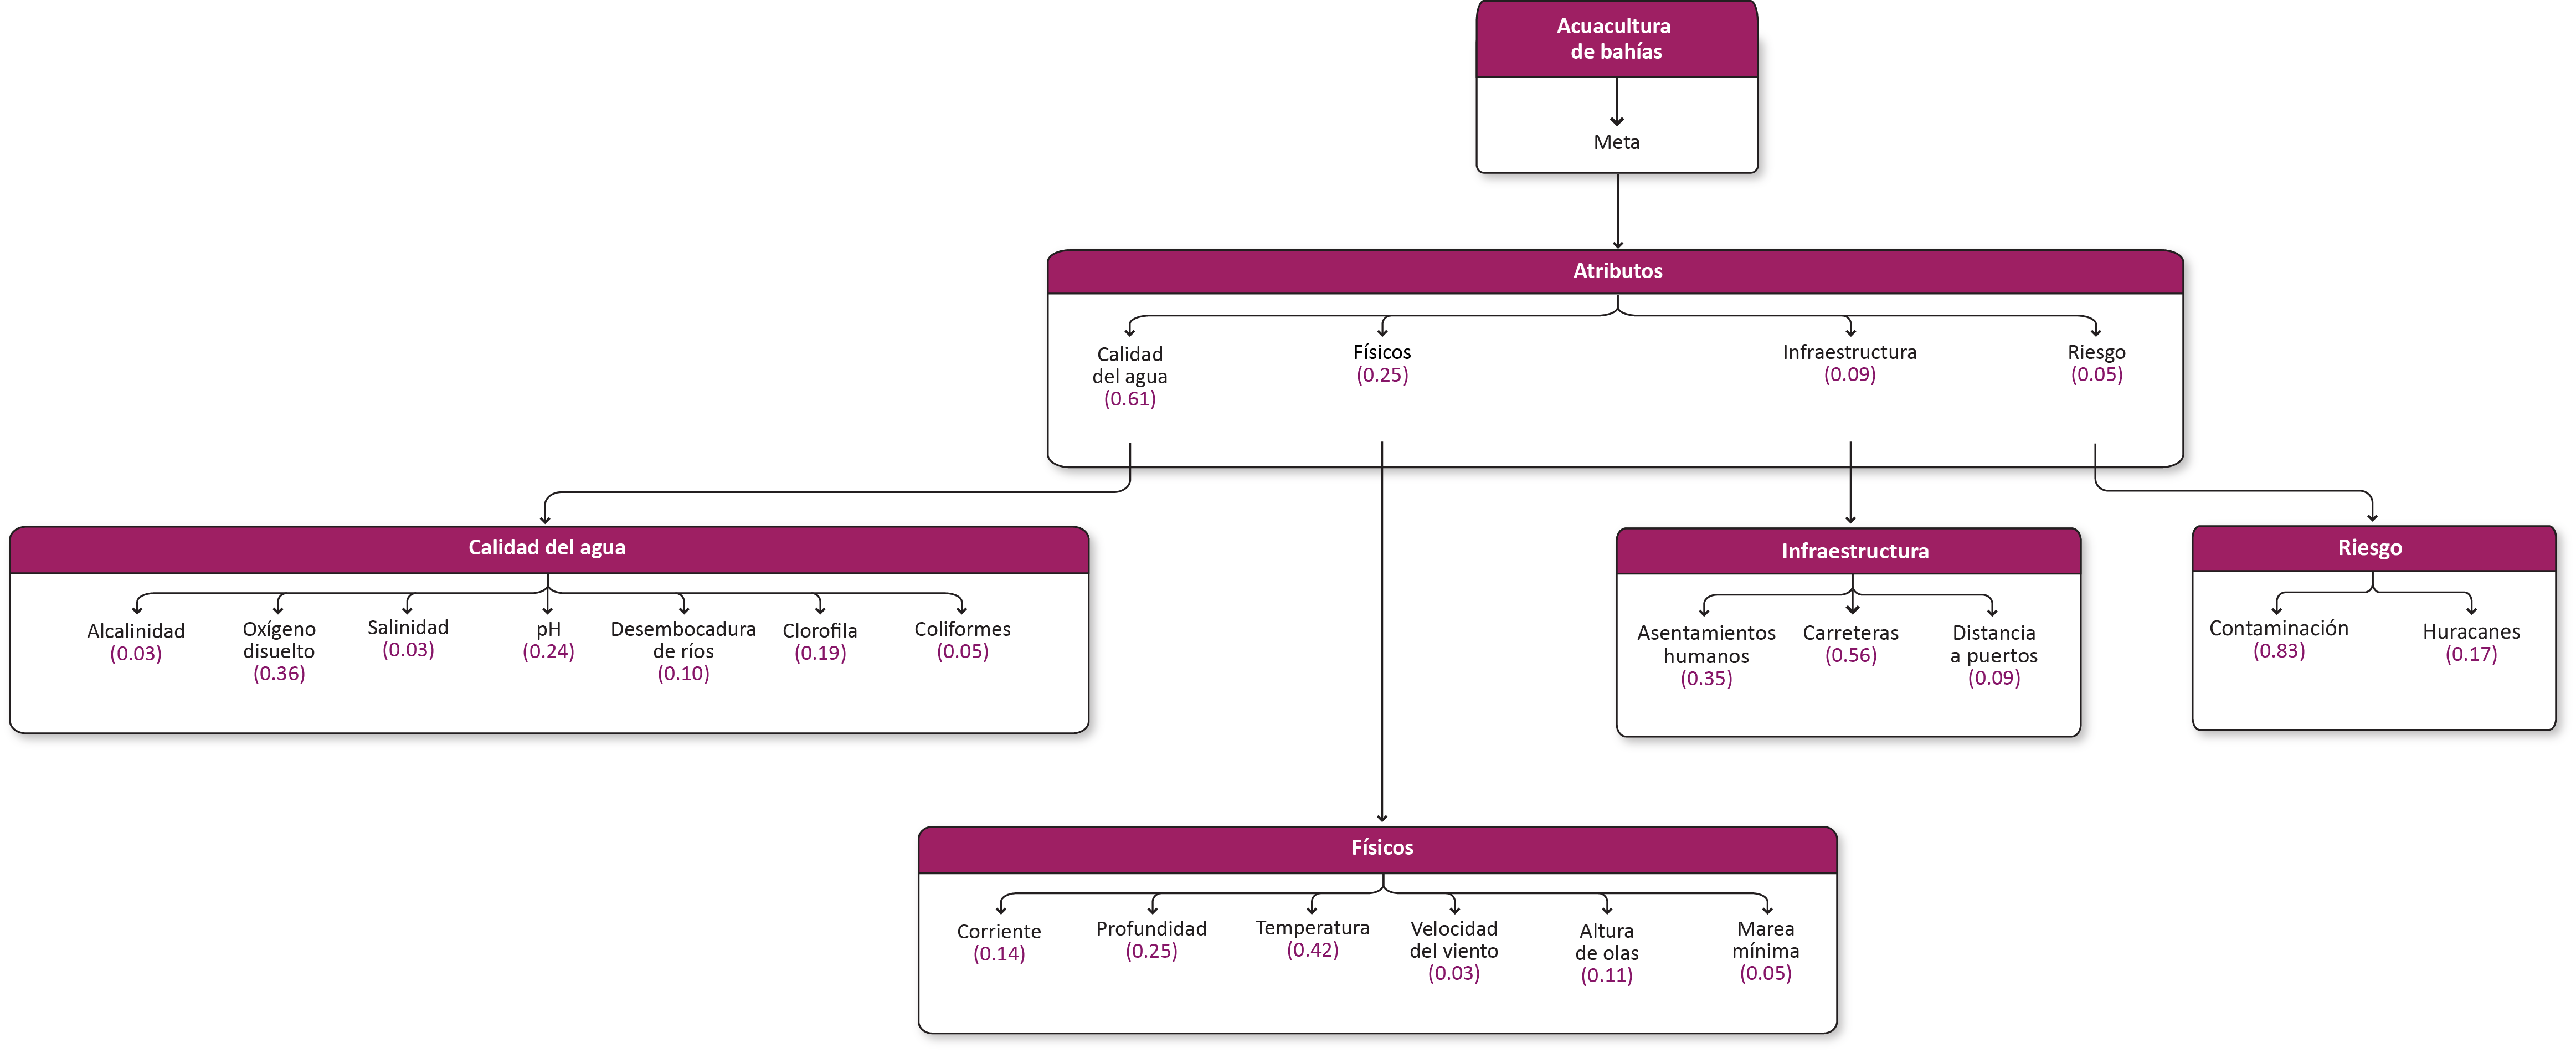 Acuacultura
de bahías
Meta
Atributos
Calidad
del agua
(0.61)
Físicos
(0.25)
Infraestructura
(0.09)
Riesgo
(0.05)
Calidad del agua
Alcalinidad
(0.03)
Oxígeno
disuelto
(0.36)
Salinidad
(0.03)
pH
(0.24)
Desembocadura
de ríos
(0.10)
Clorofila
(0.19)
Coliformes
(0.05)
Infraestructura
Asentamientos
humanos
(0.35)
Carreteras
(0.56)
Distancia
a puertos
(0.09)
Riesgo
Contaminación
(0.83)
Huracanes
(0.17)
Físicos
Corriente
(0.14)
Profundidad
(0.25)
Temperatura
(0.42)
Velocidad
del viento
(0.03)
Altura
de olas
(0.11)
Marea
mínima
(0.05)